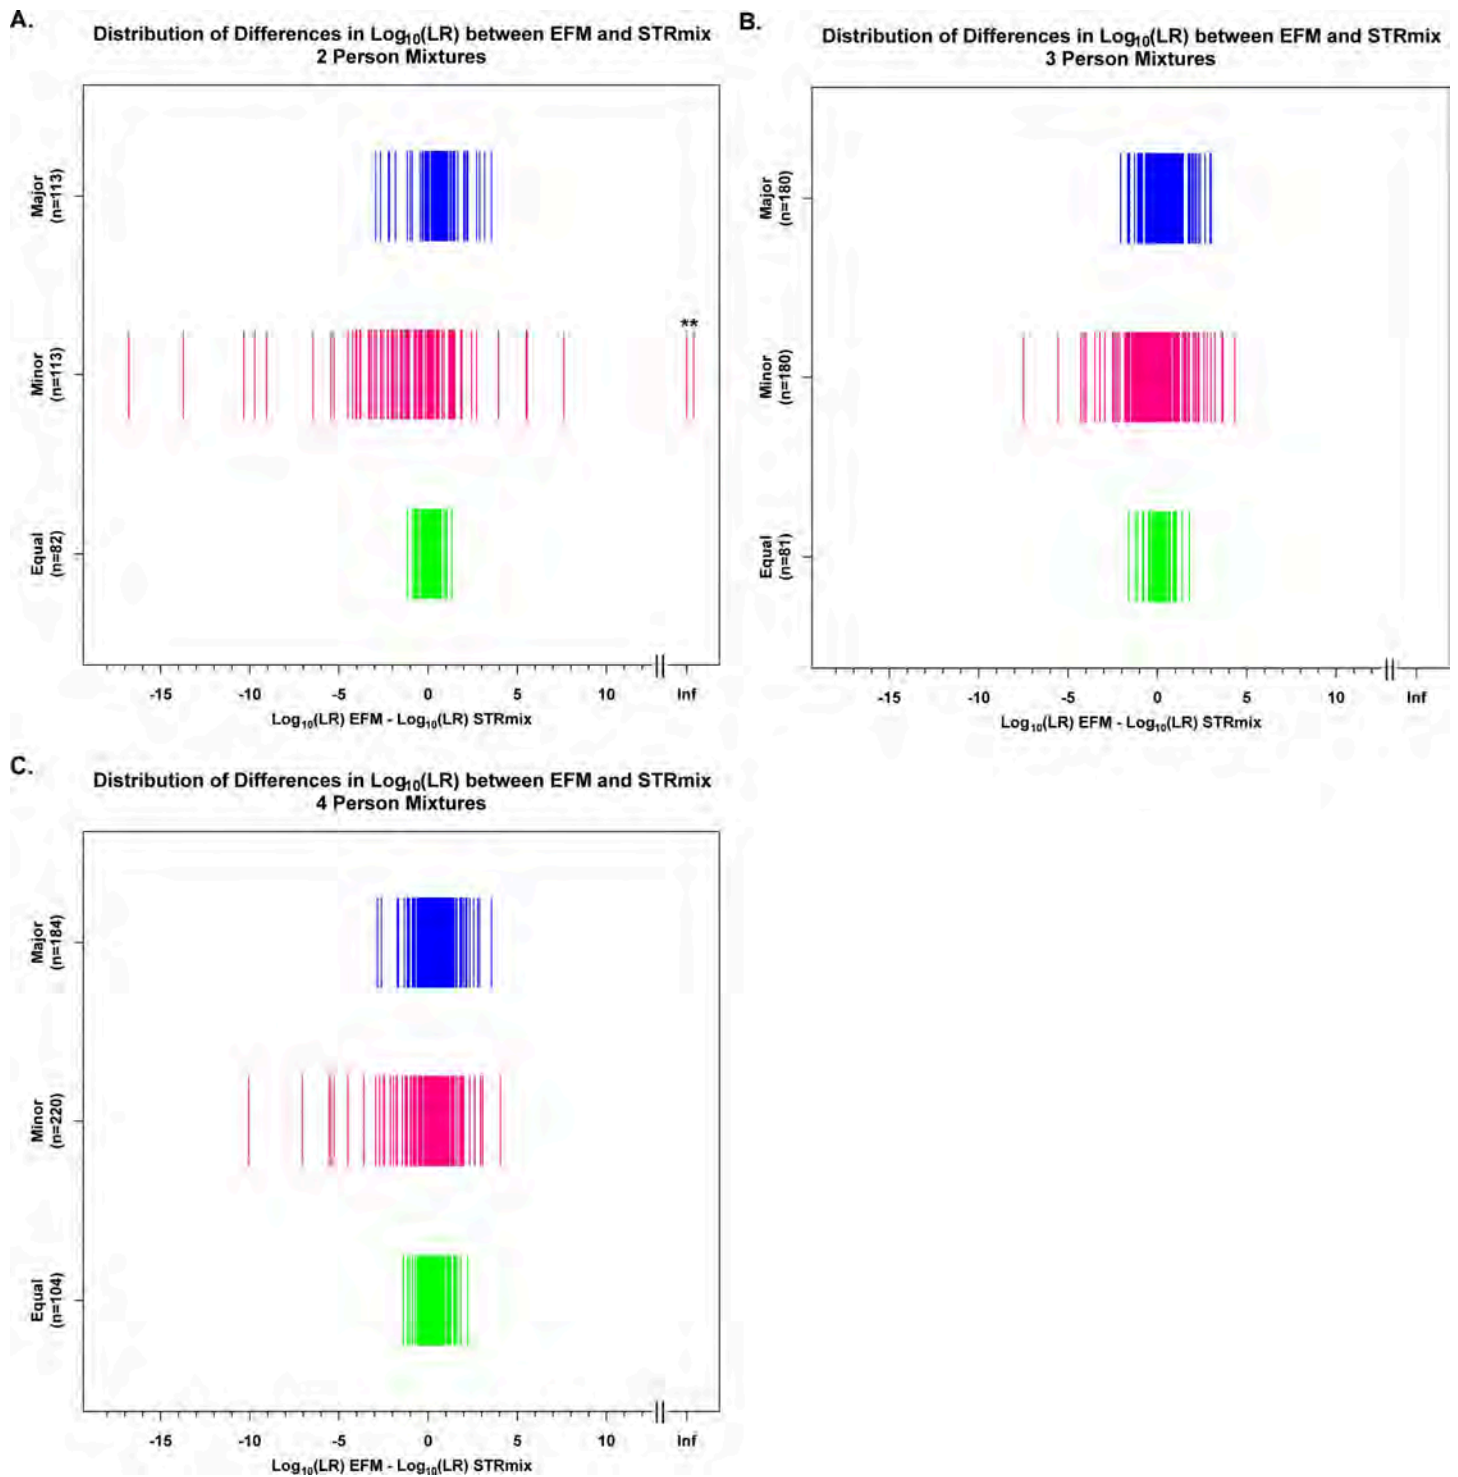 A.
Distribution of Differences in Log10(LR) between EFM and STRmix
2 Person Mixtures
Major
(n=113)
Minor
(n=113)
**
Equal
(n=82)
-15 -10 -5 0 5 10 Inf
Log10(LR) EFM - Log10(LR) STRmix
B.
Distribution of Differences in Log10(LR) between EFM and STRmix
3 Person Mixtures
Major
(n=180)
Minor
(n=180)
Equal
(n=81)
-15 -10 -5 0 5 10 Inf
Log10(LR) EFM - Log10(LR) STRmix
C.
Distribution of Differences in Log10(LR) between EFM and STRmix
4 Person Mixtures
Major
(n=184)
Minor
(n=220)
Equal
(n=104)
-15 -10 -5 0 5 10 Inf
Log10(LR) EFM - Log10(LR) STRmix